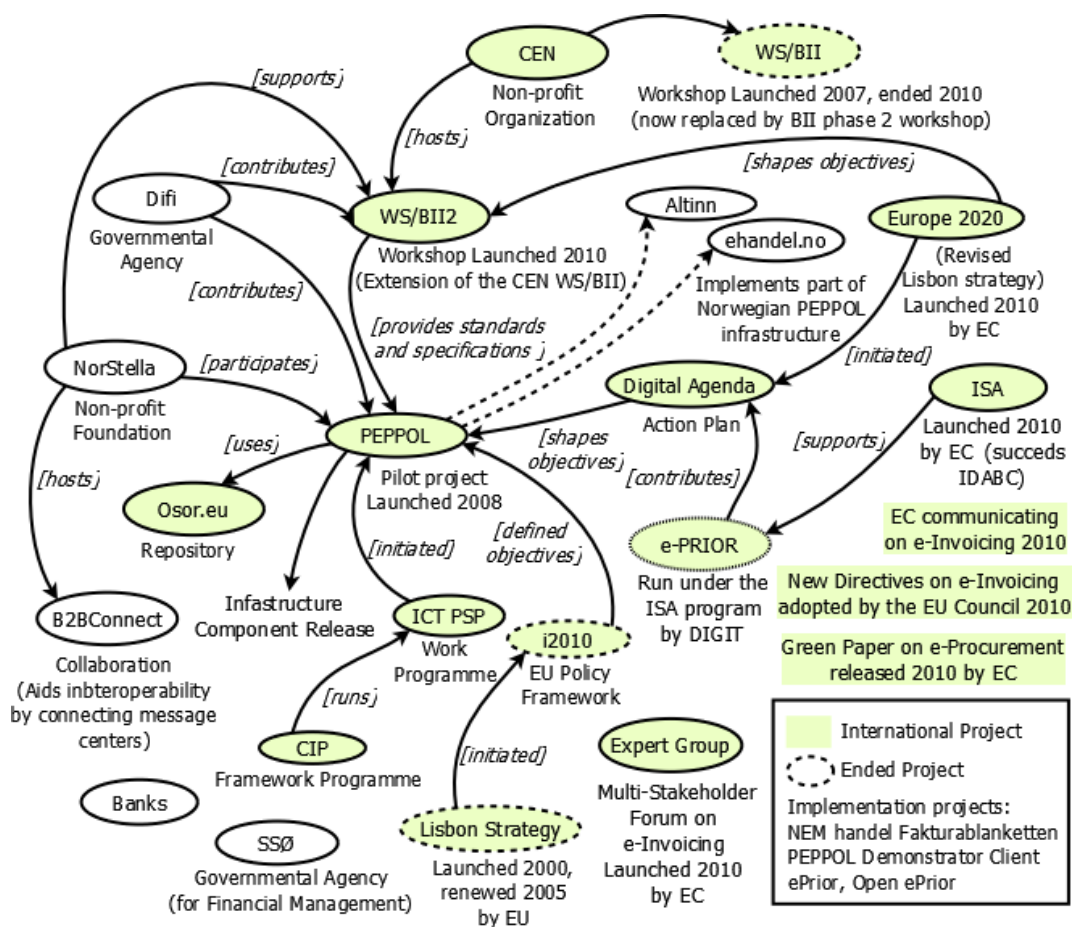 CEN
WS/BII
[supports]
Non-profit
Organization
Workshop Launched 2007, ended 2010
(now replaced by BII phase 2 workshop)
[hosts]
[shapes objectives]
[contributes]
Difi
Governmental
Agency
WS/BII2
Workshop Launched 2010
(Extension of the CEN WS/BII)
Altinn
ehandel.no
Implements part of
Norwegian PEPPOL
infrastructure
Europe 2020
(Revised
Lisbon strategy)
Launched 2010
by EC
[contributes]
[provides standards
and specifications ]
[initiated]
NorStella
Non-profit
Foundation
[participates]
Digital Agenda
Action Plan
ISA
Launched 2010
by EC (succeds
IDABC)
PEPPOL
Pilot project
Launched 2008
[uses]
[shapes
objectives]
[supports]
[contributes]
[hosts]
Osor.eu
Repository
[defined
objectives]
[initiated]
e-PRIOR
Run under the
ISA program
by DIGIT
EC communicating
on e-Invoicing 2010
New Directives on e-Invoicing
adopted by the EU Council 2010
Green Paper on e-Procurement
released 2010 by EC
B2BConnect
Collaboration
(Aids inbteroperability
by connecting message
centers)
Infastructure
Component Release
ICT PSP
Work
Programme
i2010
EU Policy
Framework
[runs]
CIP
Framework Programme
[initiated]
Expert Group
Multi-Stakeholder
Forum on
e-Invoicing
Launched 2010
by EC
Banks
SSØ
Governmental Agency
(for Financial Management)
Lisbon Strategy
Launched 2000,
renewed 2005
by EU
International Project
Ended Project
Implementation projects:
NEM handel Fakturablanketten
PEPPOL Demonstrator Client
ePrior, Open ePrior